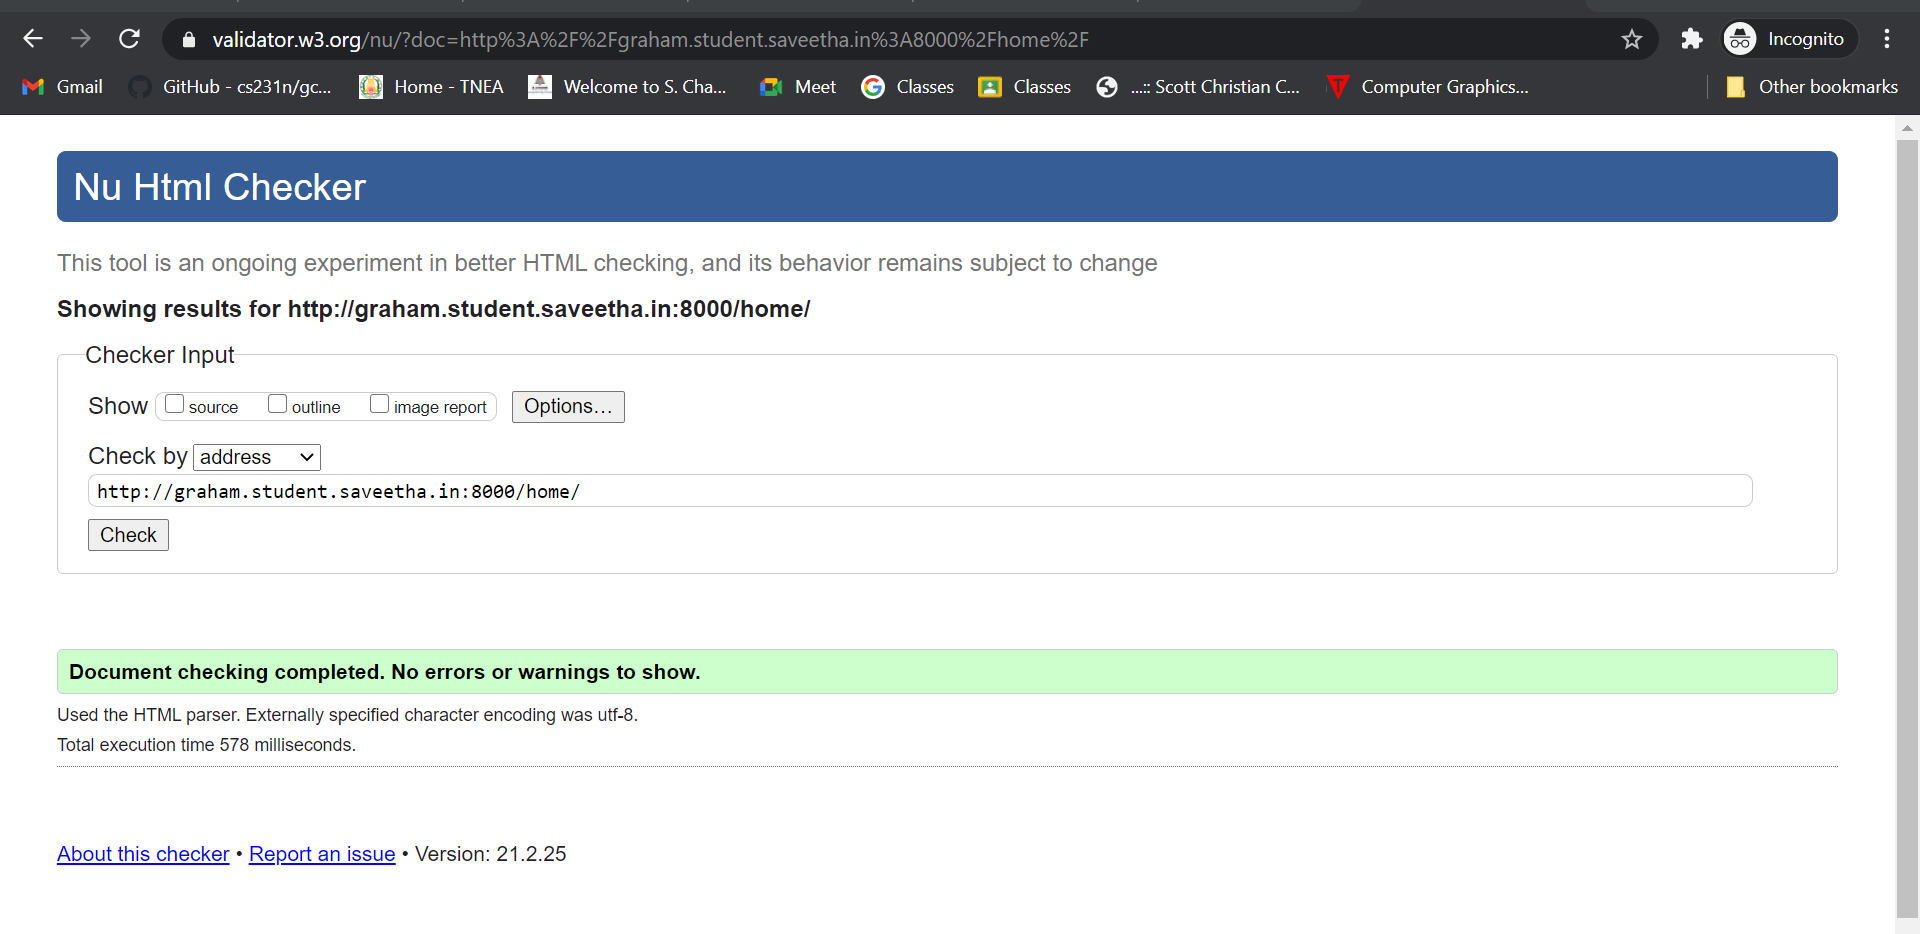 validator.w3.org/nu/?doc=http%3A%2F%2Fgraham.student.saveetha.in%3A8000%2Fhome%2F
Incognito
Gmail GitHub - cs231n/gc... Home - TNEA Welcome to S. Cha... Meet Classes Classes ...:: Scott Christian C... Computer Graphics... Other bookmarks
Nu Html Checker
This tool is an ongoing experiment in better HTML checking, and its behavior remains subject to change
Showing results for http://graham.student.saveetha.in:8000/home/
Checker Input
Show source outline image report Options...
Check by address
http://graham.student.saveetha.in:8000/home/
Check
Document checking completed. No errors or warnings to show.
Used the HTML parser. Externally specified character encoding was utf-8.
Total execution time 578 milliseconds.
About this checker • Report an issue • Version: 21.2.25